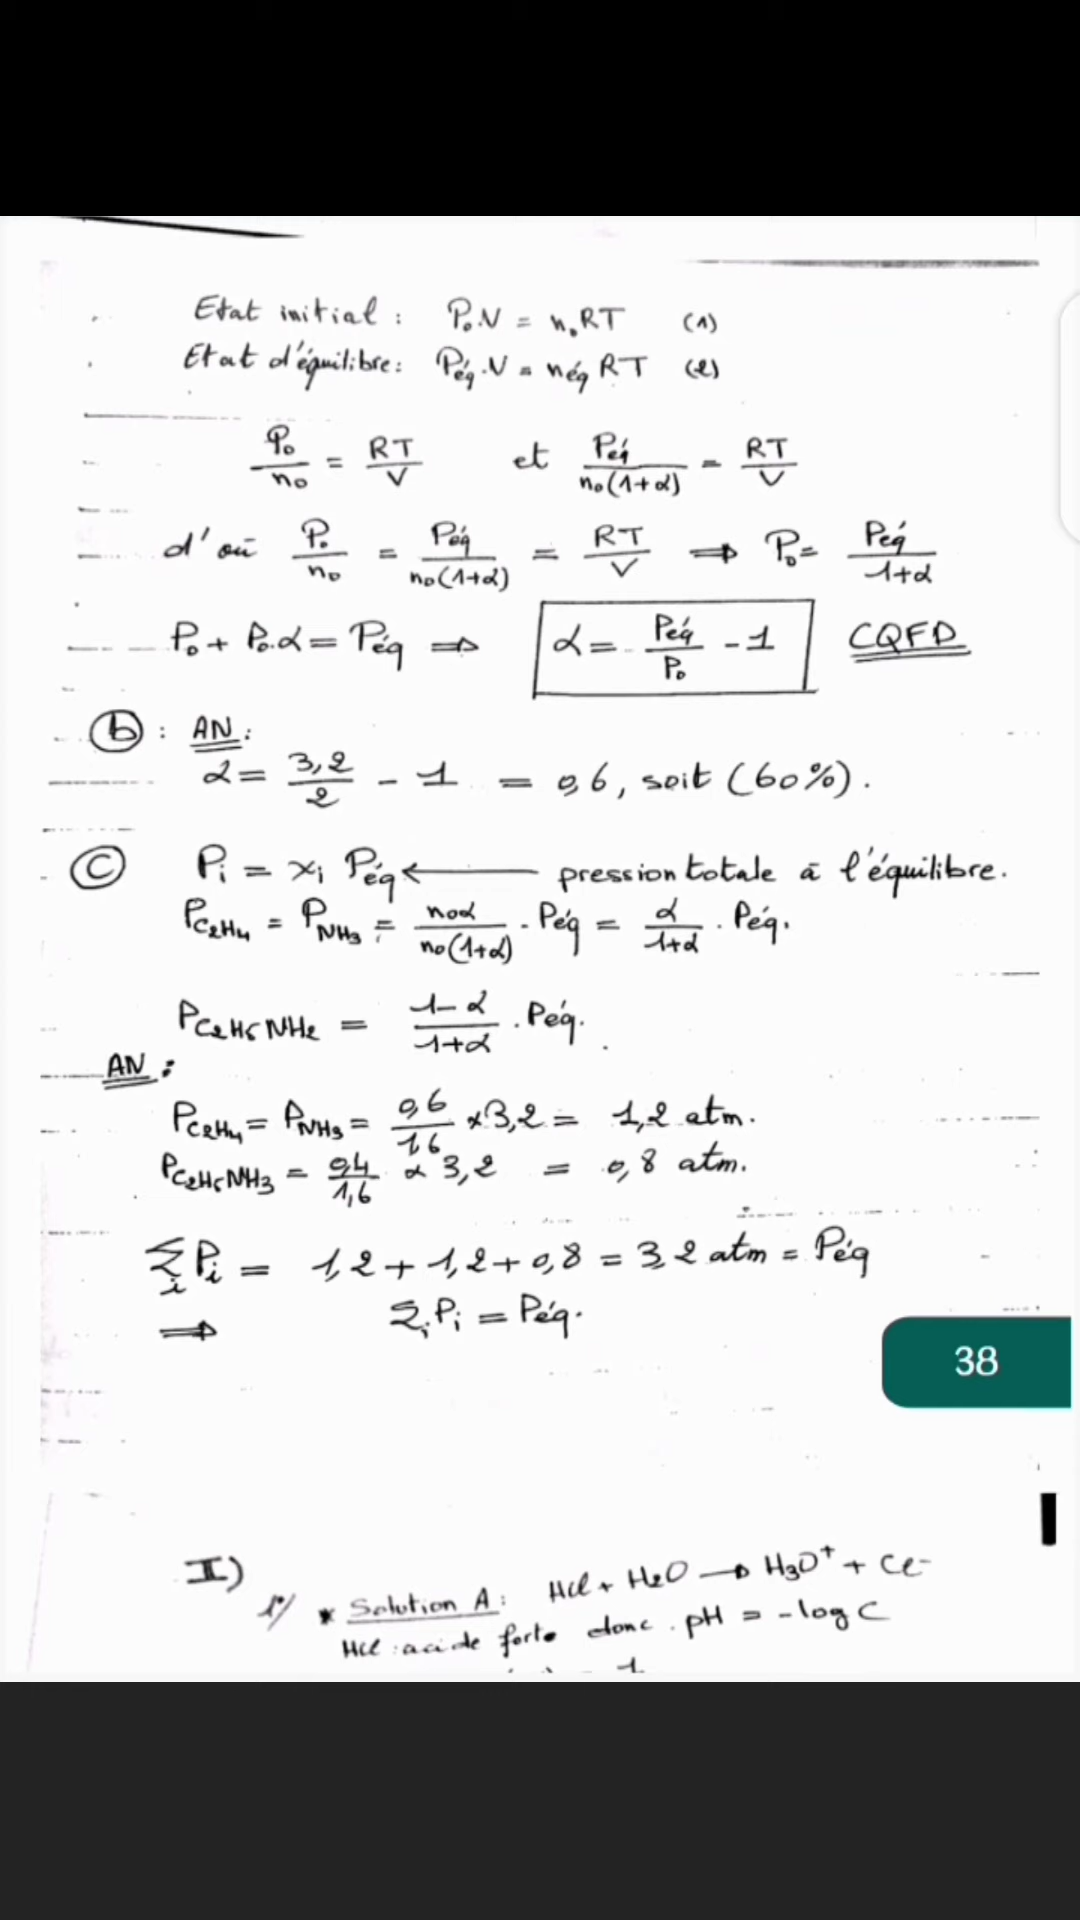 Etat initial : P₀.V = n₀RT (1)
Etat d'équilibre : Péq.V = néq RT (2)
P₀/n₀ = RT/V et Péq/n₀(1+α) = RT/V
d'où P₀/n₀ = Péq/n₀(1+α) = RT/V ⟹ P₀ = Péq/1+α
P₀ + P₀.α = Péq ⟹ α = Péq/P₀ - 1 CQFD
(b) : AN :
α = 3,2/2 - 1 = 0,6, soit (60%).
(C) Pi = xi Péq ← pression totale à l'équilibre.
PC₂H₄ = PNH₃ = n₀α/n₀(1+α) . Péq = α/1+α . Péq.
PC₂H₅NH₂ = 1-α/1+α . Péq.
AN :
PC₂H₄ = PNH₃ = 0,6/1,6 x 3,2 = 1,2 atm.
PC₂H₅NH₃ = 0,4/1,6 x 3,2 = 0,8 atm.
Σi Pi = 1,2 + 1,2 + 0,8 = 3,2 atm = Péq
⟹ Σi Pi = Péq.
38
I)
1°/ * Solution A : HCl + H₂O → H₃O⁺ + Cl⁻
HCl : acide forte donc . pH = -log C